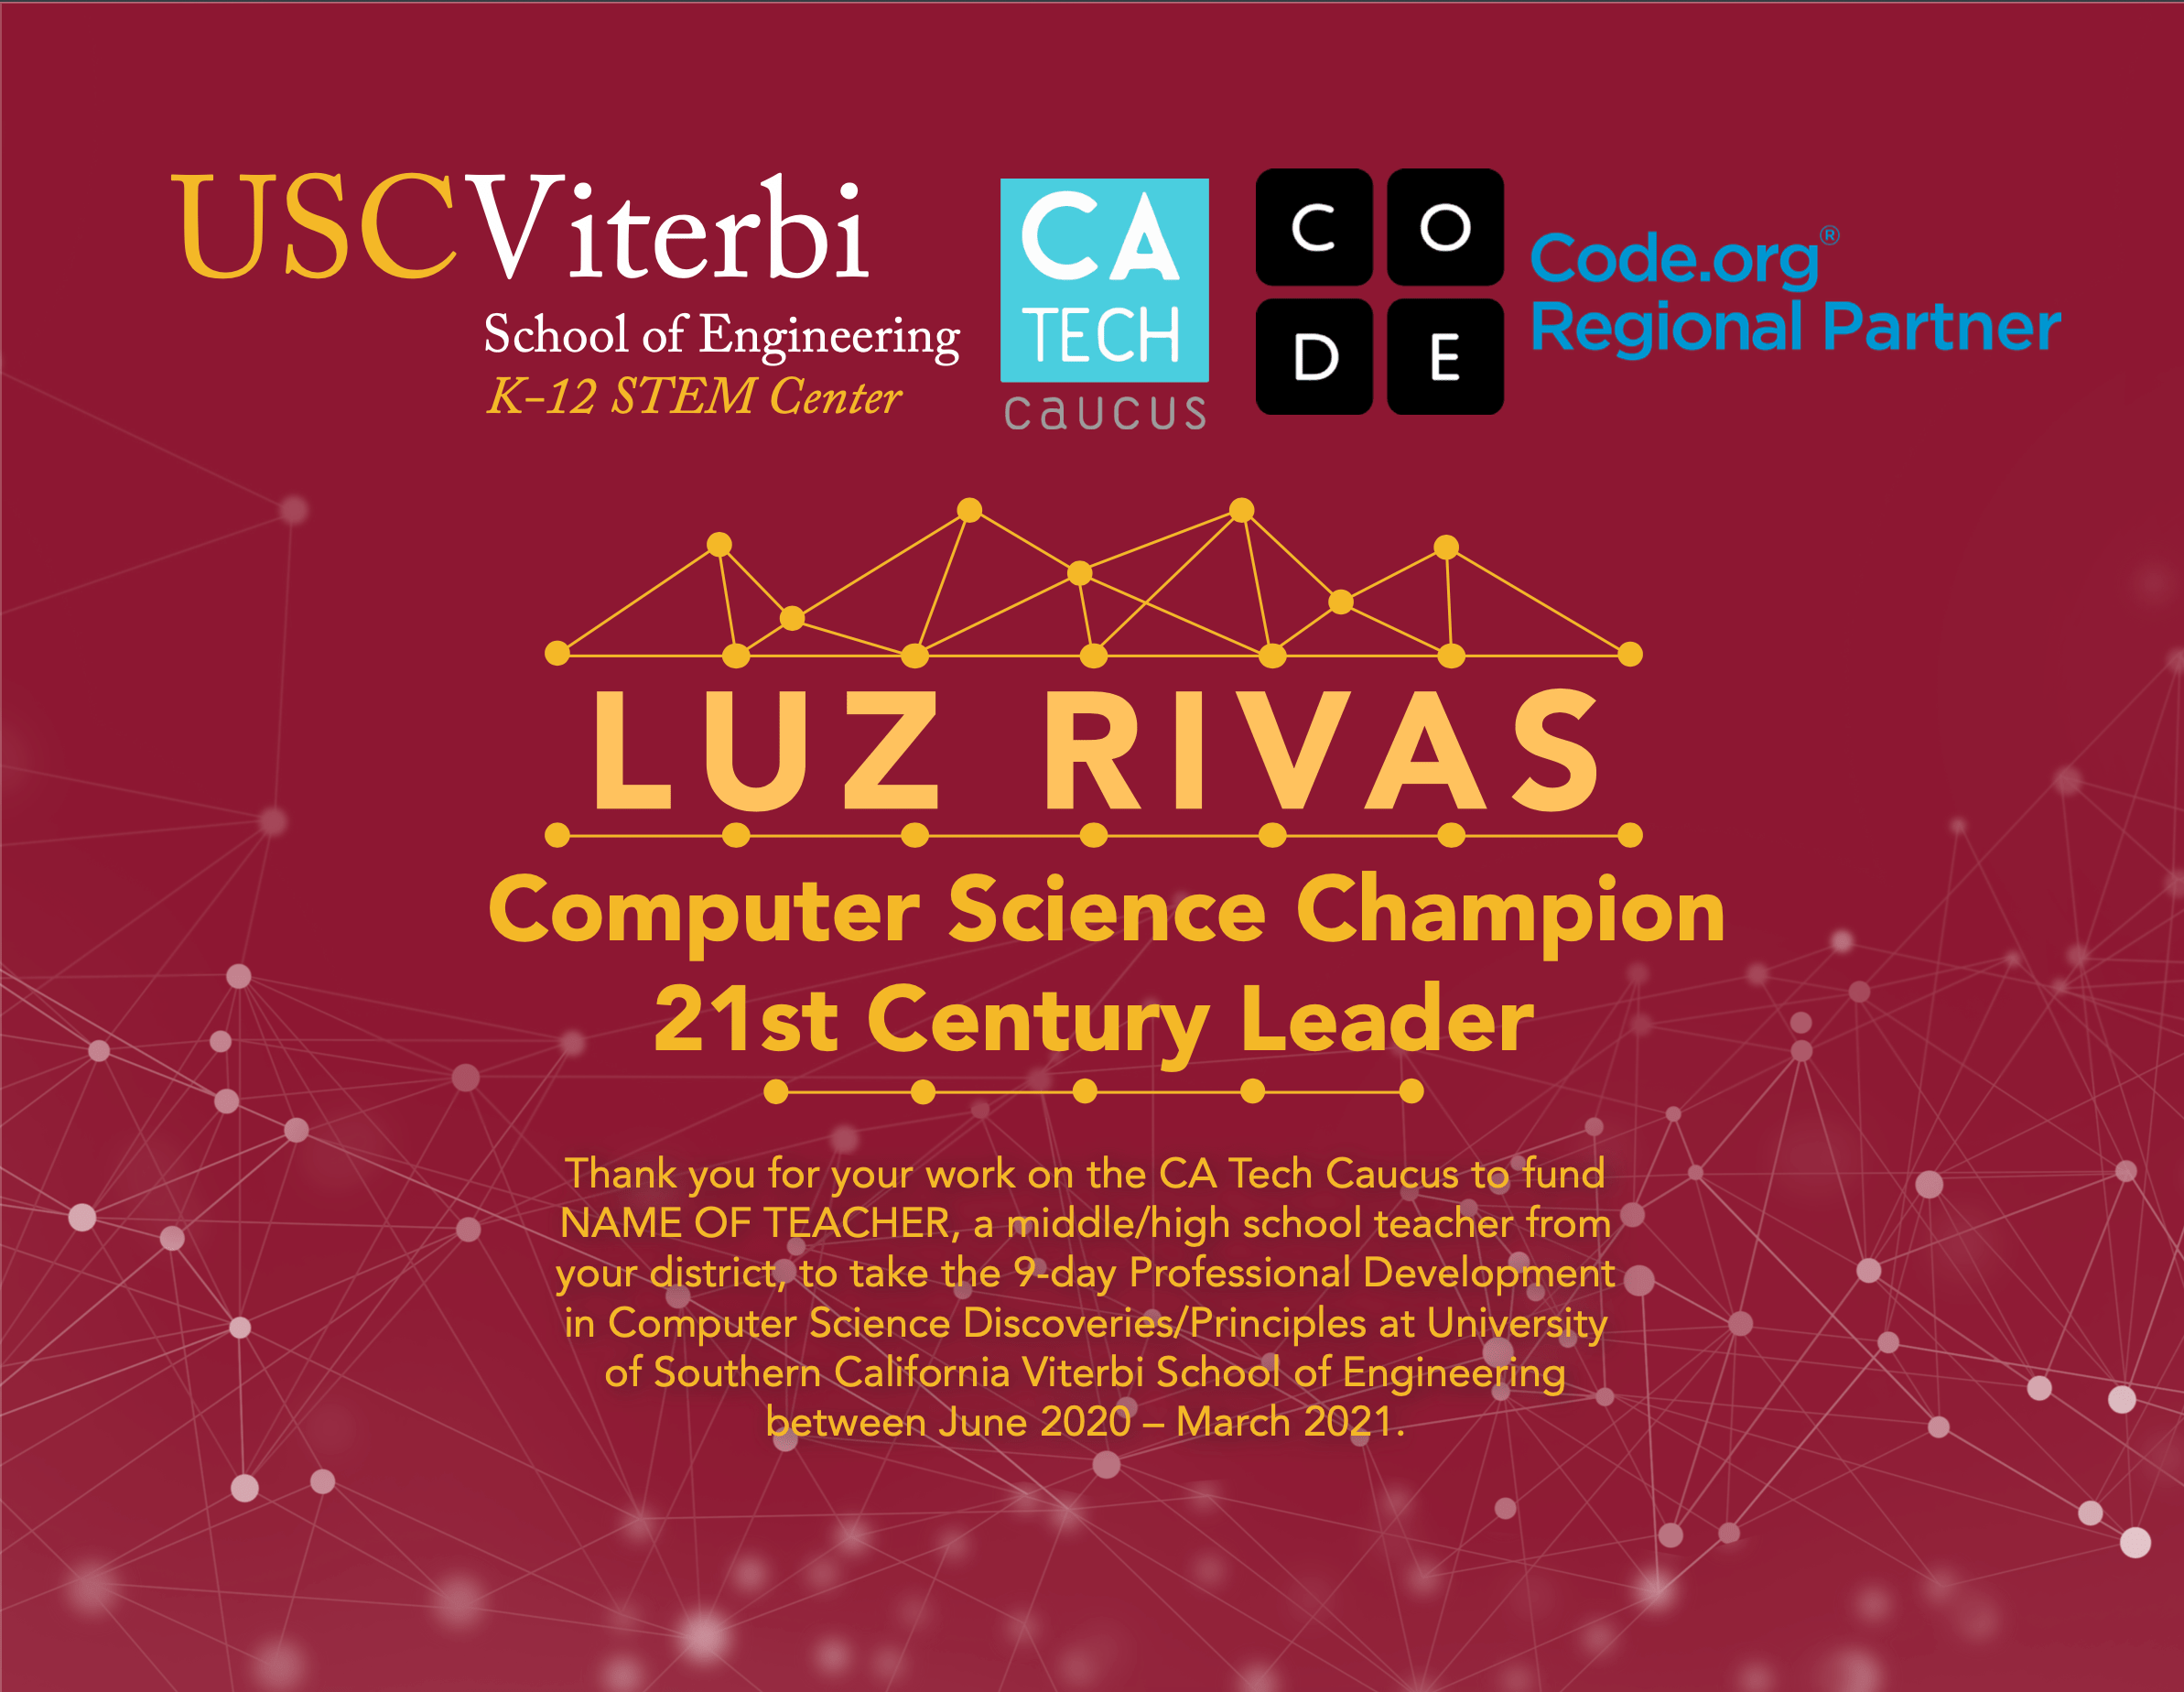 USC Viterbi
School of Engineering
K-12 STEM Center
CA
TECH
caucus
C O
D E
Code.org®
Regional Partner
LUZ RIVAS
Computer Science Champion
21st Century Leader
Thank you for your work on the CA Tech Caucus to fund
NAME OF TEACHER, a middle/high school teacher from
your district, to take the 9-day Professional Development
in Computer Science Discoveries/Principles at University
of Southern California Viterbi School of Engineering
between June 2020 – March 2021.